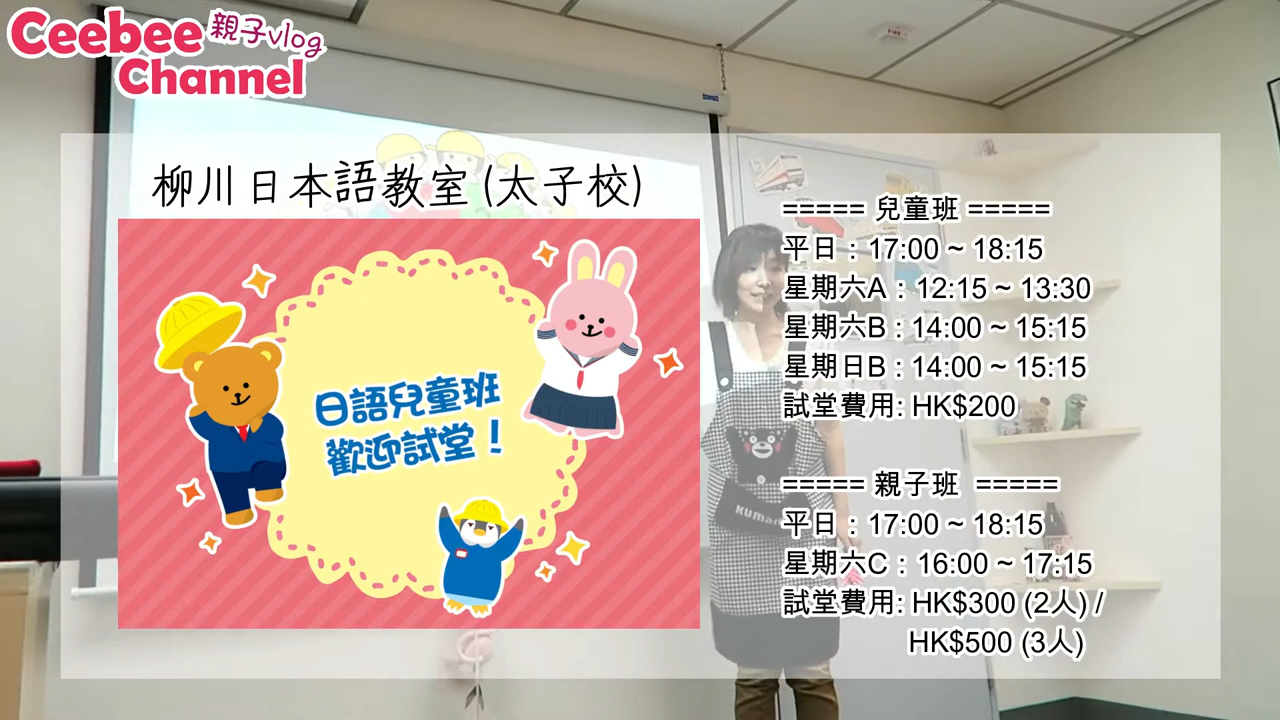 Ceebee 親子vlog
Channel
柳川日本語教室 (太子校)
日語兒童班
歡迎試堂！
===== 兒童班 =====
平日：17:00 ~ 18:15
星期六A：12:15 ~ 13:30
星期六B : 14:00 ~ 15:15
星期日B : 14:00 ~ 15:15
試堂費用: HK$200
===== 親子班 =====
平日：17:00 ~ 18:15
星期六C：16:00 ~ 17:15
試堂費用: HK$300 (2人) /
HK$500 (3人)